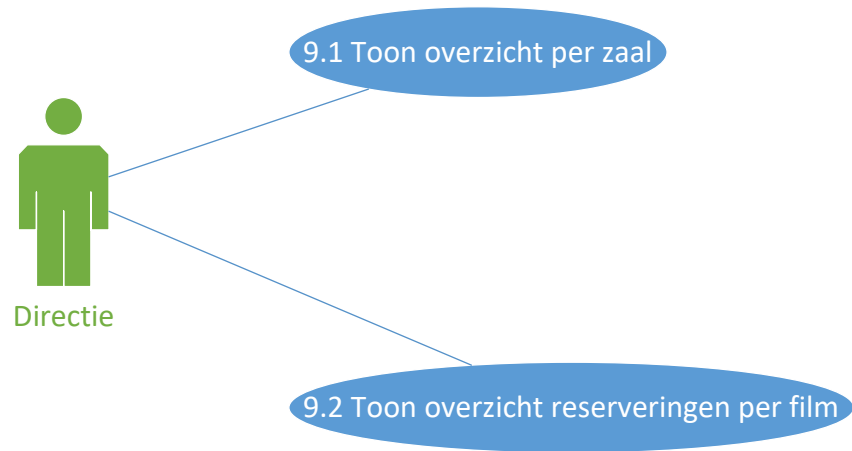 9.1 Toon overzicht per zaal
Directie
9.2 Toon overzicht reserveringen per film